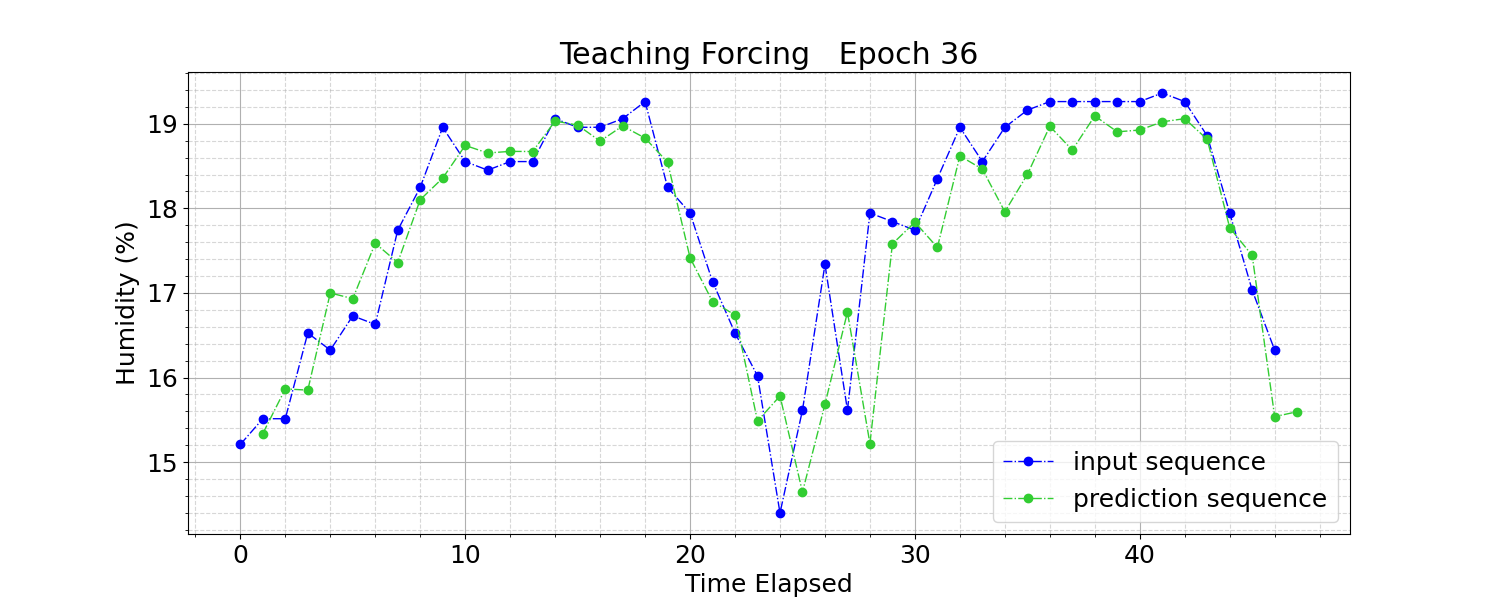 Teaching Forcing   Epoch 36
Humidity (%)
19
18
17
16
15
input sequence
prediction sequence
0 10 20 30 40
Time Elapsed